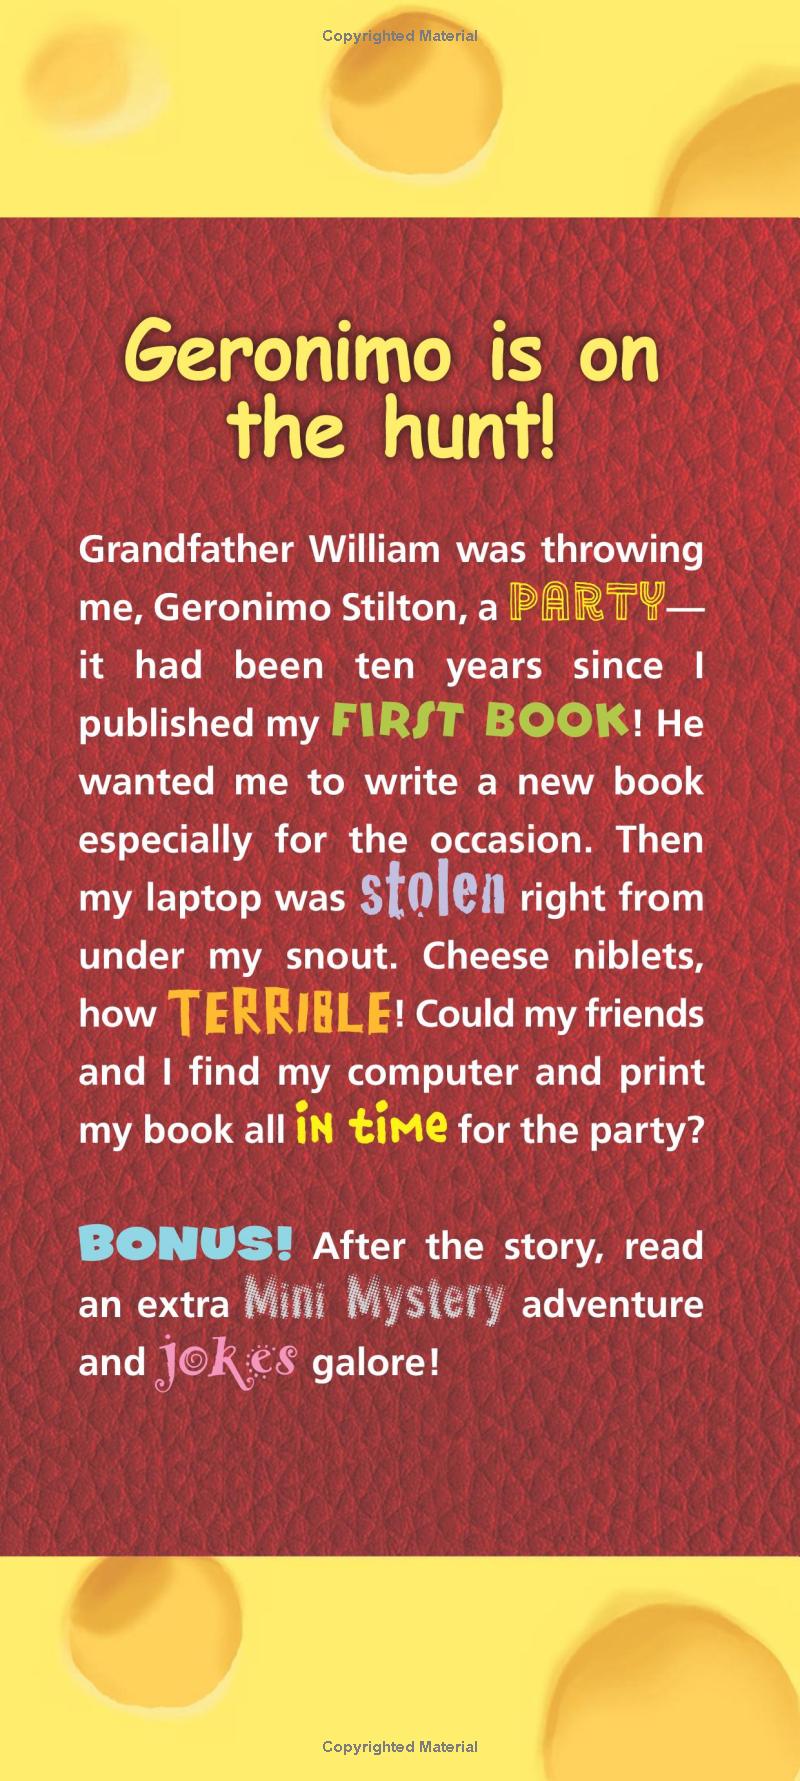 Copyrighted Material
Geronimo is on
the hunt!
Grandfather William was throwing
me, Geronimo Stilton, a PARTY—
it had been ten years since I
published my FIRST BOOK! He
wanted me to write a new book
especially for the occasion. Then
my laptop was stolen right from
under my snout. Cheese niblets,
how TERRIBLE! Could my friends
and I find my computer and print
my book all in time for the party?
BONUS! After the story, read
an extra Mini Mystery adventure
and jokes galore!
Copyrighted Material